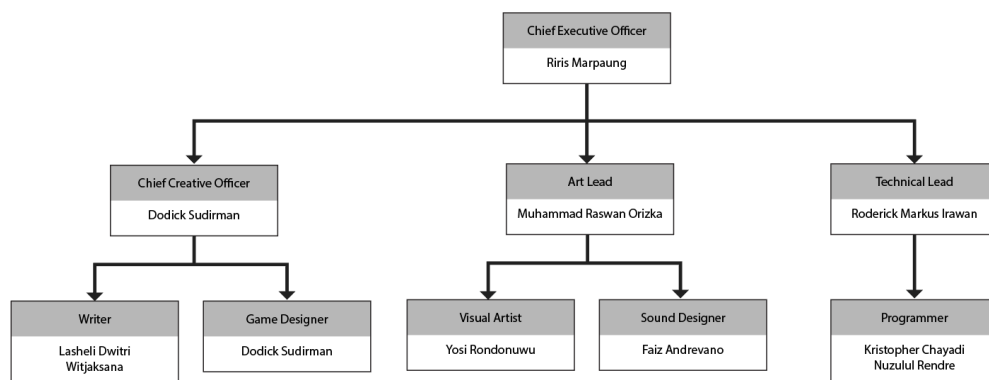 Chief Executive Officer
Riris Marpaung
Chief Creative Officer
Dodick Sudirman
Art Lead
Muhammad Raswan Orizka
Technical Lead
Roderick Markus Irawan
Writer
Lasheli Dwitri
Witjaksana
Game Designer
Dodick Sudirman
Visual Artist
Yosi Rondonuwu
Sound Designer
Faiz Andrevano
Programmer
Kristopher Chayadi
Nuzulul Rendre